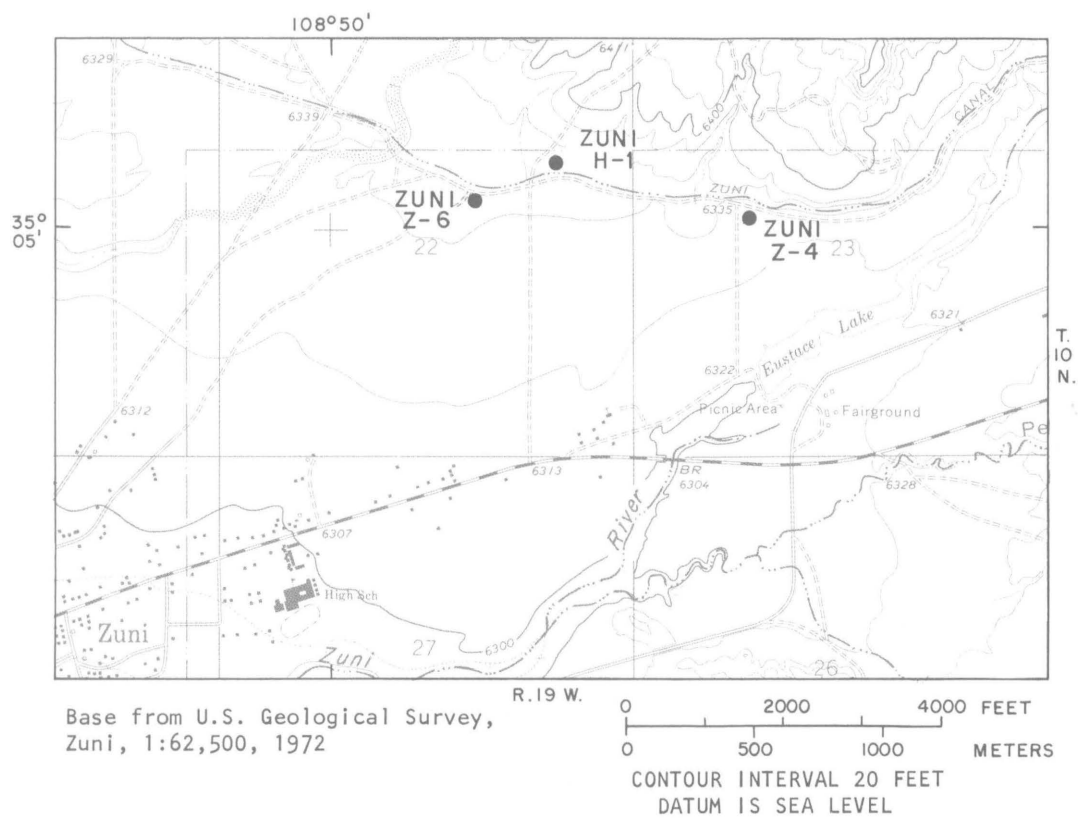 108°50'
6329
6411
6339
6400
CANAL
ZUNI
H-1
ZUNI
Z-6
ZUNI
6335
ZUNI
Z-4
35°
05'
22
23
6321
Eustace Lake
T.
10
N.
6322
6312
Picnic Area
Fairground
Pe
6313
BR
6304
6328
6307
River
High Sch
Zuni
27
6300
Zuni
26
R.19 W.
Base from U.S. Geological Survey,
Zuni, 1:62,500, 1972
0 2000 4000 FEET
0 500 1000 METERS
CONTOUR INTERVAL 20 FEET
DATUM IS SEA LEVEL